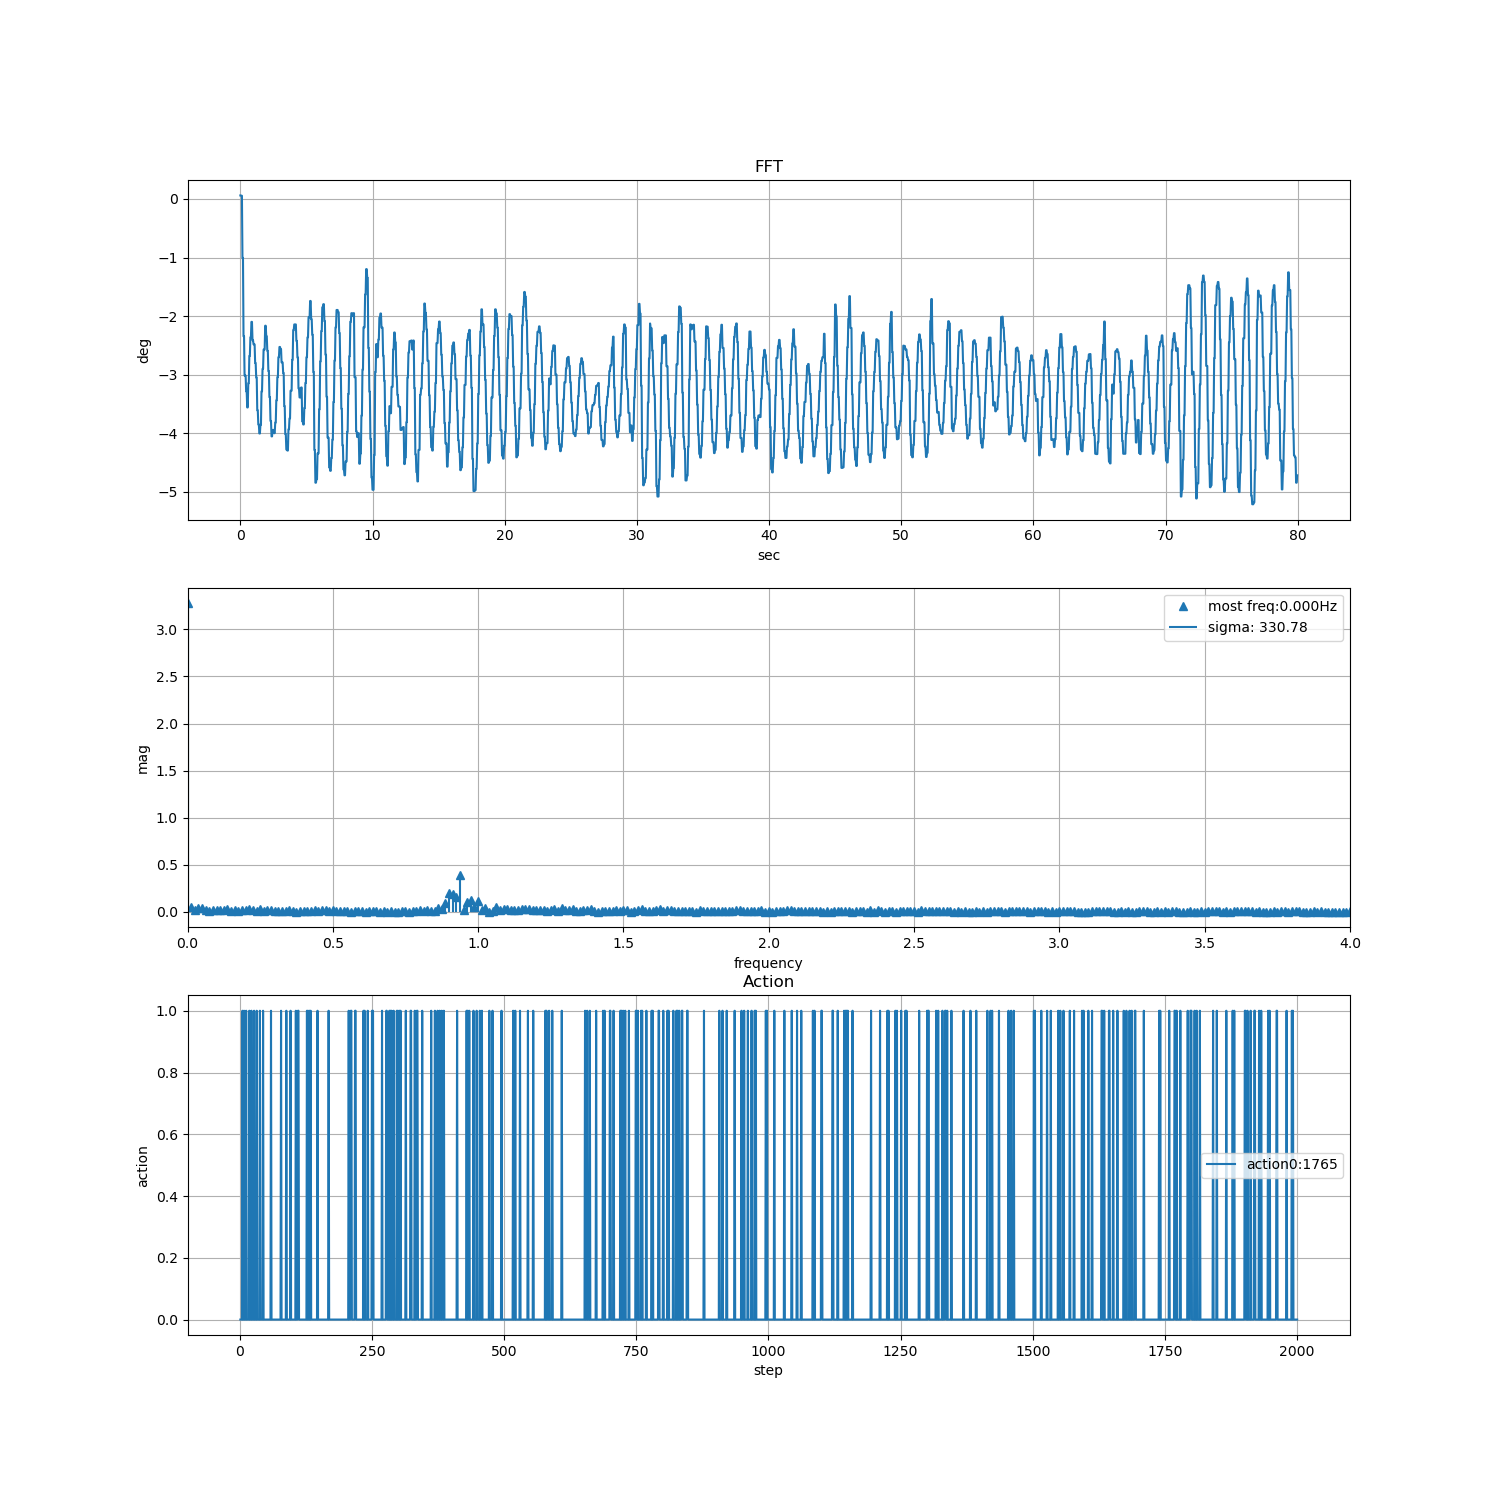 FFT
0
−1
−2
−3
−4
−5
deg
0 10 20 30 40 50 60 70 80
sec
most freq:0.000Hz
sigma: 330.78
3.0
2.5
2.0
1.5
1.0
0.5
0.0
mag
0.0 0.5 1.0 1.5 2.0 2.5 3.0 3.5 4.0
frequency
Action
1.0
0.8
0.6
0.4
0.2
0.0
action
action0:1765
0 250 500 750 1000 1250 1500 1750 2000
step